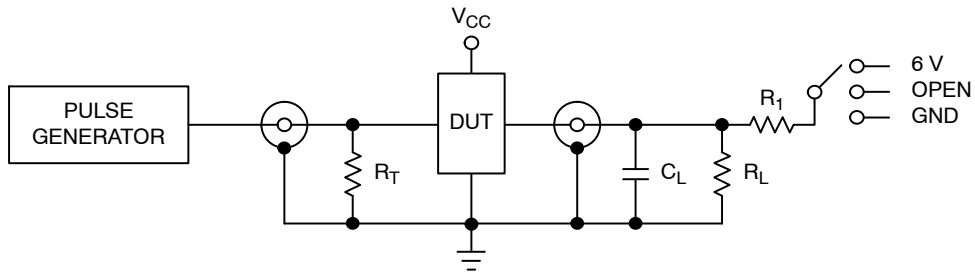 V_CC
6 V
OPEN
GND
PULSE
GENERATOR
DUT
R_1
R_T
C_L
R_L